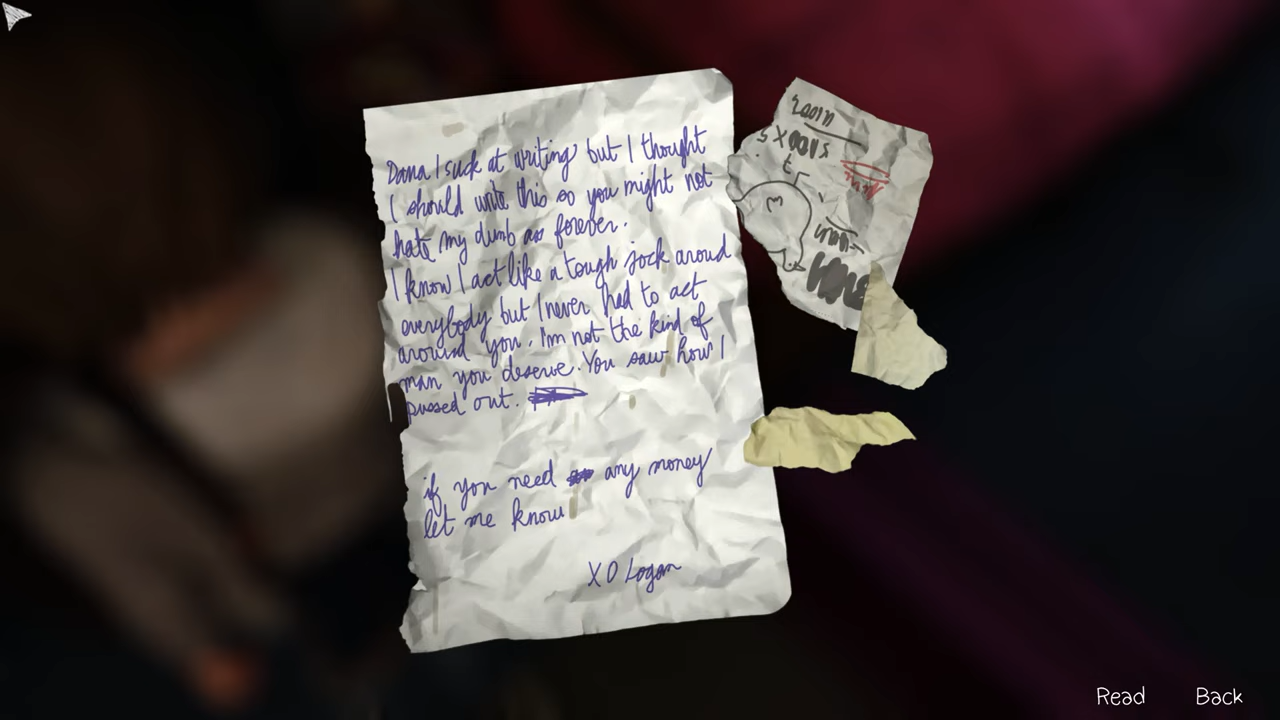 Dana I suck at writing but I thought
I should write this so you might not
hate my dumb ass forever.
I know I act like a tough jock aroud
everybody but I never had to act
around you. I'm not the kind of
man you deserve. You saw how I
pussed out.
if you need any money
let me know
XO Logan
room
Read
Back